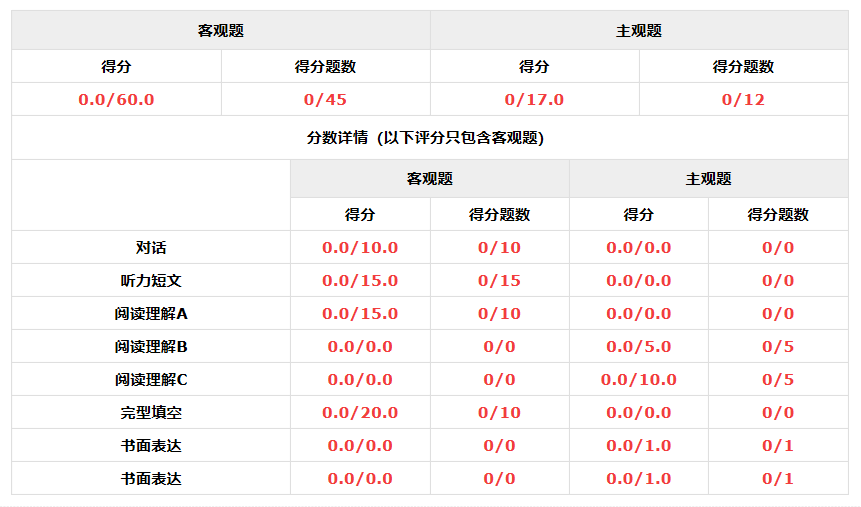 客观题 主观题
得分 得分题数 得分 得分题数
0.0/60.0 0/45 0/17.0 0/12
分数详情 (以下评分只包含客观题)
客观题 主观题
得分 得分题数 得分 得分题数
对话 0.0/10.0 0/10 0.0/0.0 0/0
听力短文 0.0/15.0 0/15 0.0/0.0 0/0
阅读理解A 0.0/15.0 0/10 0.0/0.0 0/0
阅读理解B 0.0/0.0 0/0 0.0/5.0 0/5
阅读理解C 0.0/0.0 0/0 0.0/10.0 0/5
完型填空 0.0/20.0 0/10 0.0/0.0 0/0
书面表达 0.0/0.0 0/0 0.0/1.0 0/1
书面表达 0.0/0.0 0/0 0.0/1.0 0/1